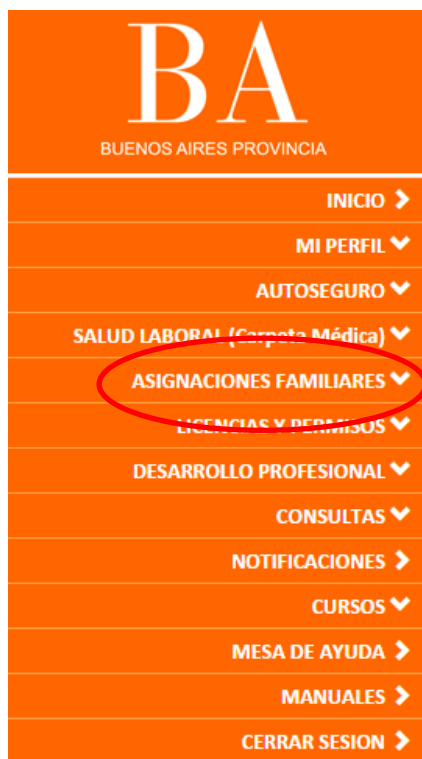 BA
BUENOS AIRES PROVINCIA
INICIO
MI PERFIL
AUTOSEGURO
SALUD LABORAL (Carpeta Médica)
ASIGNACIONES FAMILIARES
LICENCIAS Y PERMISOS
DESARROLLO PROFESIONAL
CONSULTAS
NOTIFICACIONES
CURSOS
MESA DE AYUDA
MANUALES
CERRAR SESION